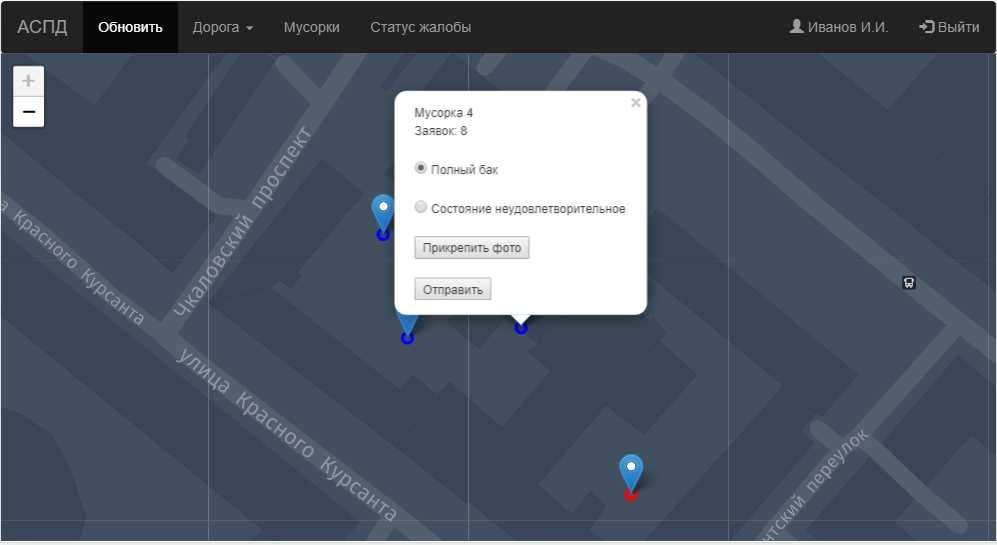 АСПД Обновить Дорога Мусорки Статус жалобы Иванов И.И. Выйти
+
−
Мусорка 4
Заявок: 8
Полный бак
Состояние неудовлетворительное
Прикрепить фото
Отправить
Чкаловский проспект
Красного Курсанта
улица Красного Курсанта
переулок